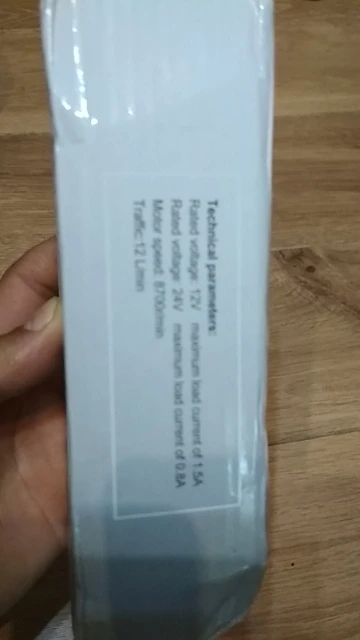 Technical parameters:
Rated voltage: 12V maximum load current of 1.5A
Rated voltage: 24V maximum load current of 0.8A
Motor speed: 8700r/min
Traffic:12 L/min